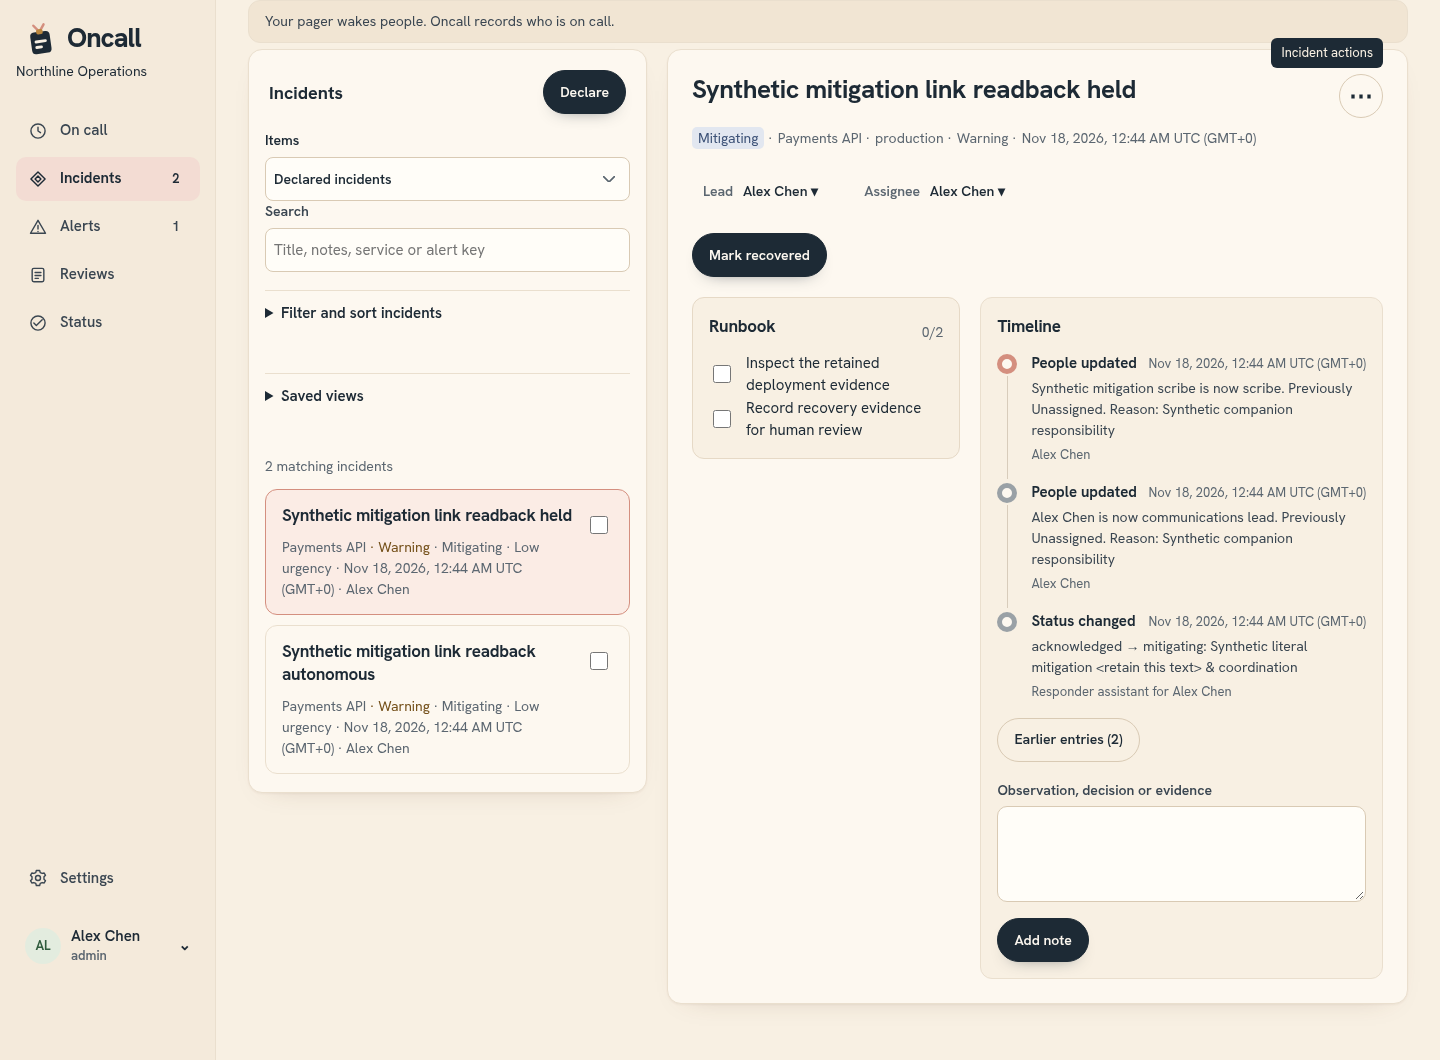 Oncall
Northline Operations
On call
Incidents 2
Alerts 1
Reviews
Status
Settings
AL
Alex Chen
admin
Your pager wakes people. Oncall records who is on call.
Incidents
Declare
Items
Declared incidents
Search
Title, notes, service or alert key
Filter and sort incidents
Saved views
2 matching incidents
Synthetic mitigation link readback held
Payments API · Warning · Mitigating · Low
urgency · Nov 18, 2026, 12:44 AM UTC
(GMT+0) · Alex Chen
Synthetic mitigation link readback
autonomous
Payments API · Warning · Mitigating · Low
urgency · Nov 18, 2026, 12:44 AM UTC
(GMT+0) · Alex Chen
Incident actions
Synthetic mitigation link readback held
Mitigating · Payments API · production · Warning · Nov 18, 2026, 12:44 AM UTC (GMT+0)
Lead Alex Chen ▾ Assignee Alex Chen ▾
Mark recovered
Runbook 0/2
Inspect the retained
deployment evidence
Record recovery evidence
for human review
Timeline
People updated Nov 18, 2026, 12:44 AM UTC (GMT+0)
Synthetic mitigation scribe is now scribe. Previously
Unassigned. Reason: Synthetic companion
responsibility
Alex Chen
People updated Nov 18, 2026, 12:44 AM UTC (GMT+0)
Alex Chen is now communications lead. Previously
Unassigned. Reason: Synthetic companion
responsibility
Alex Chen
Status changed Nov 18, 2026, 12:44 AM UTC (GMT+0)
acknowledged → mitigating: Synthetic literal
mitigation <retain this text> & coordination
Responder assistant for Alex Chen
Earlier entries (2)
Observation, decision or evidence
Add note